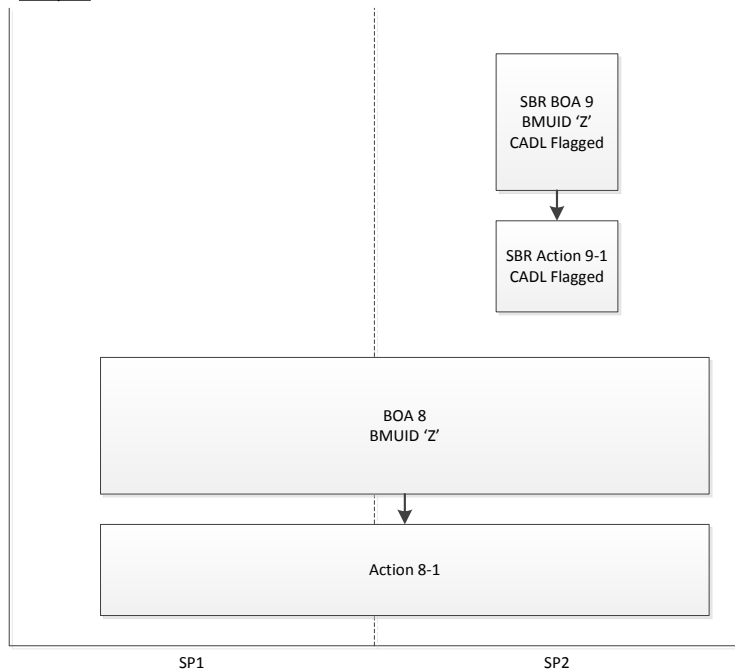 SBR BOA 9
BMUID ‘Z’
CADL Flagged
SBR Action 9-1
CADL Flagged
BOA 8
BMUID ‘Z’
Action 8-1
SP1
SP2